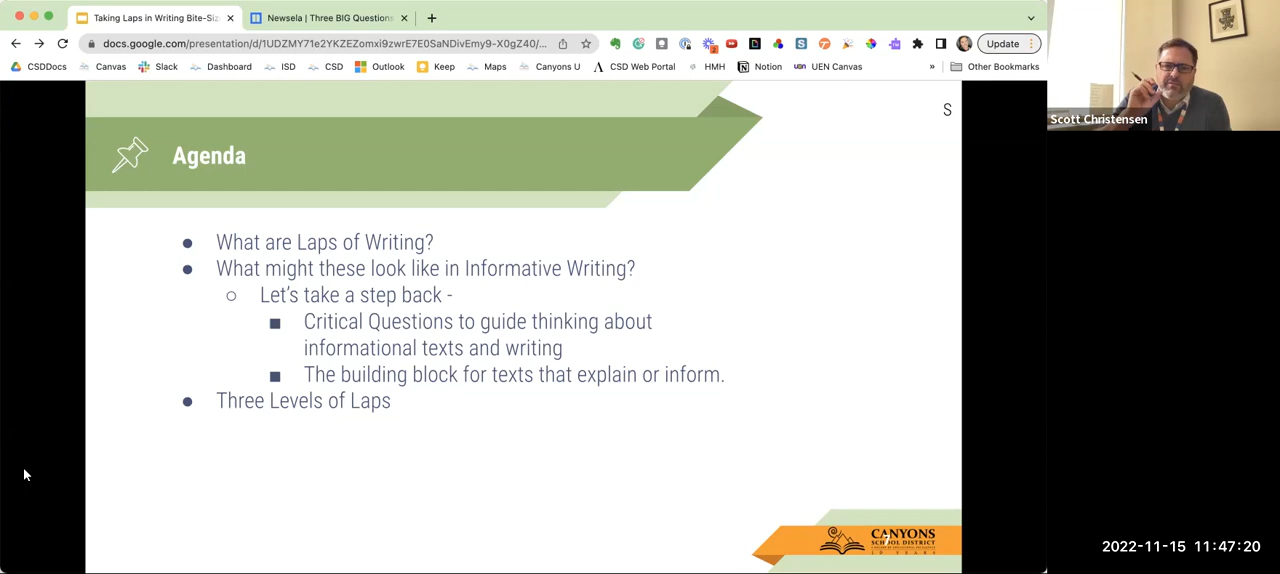 Taking Laps in Writing Bite-Siz
Newsela | Three BIG Questions
docs.google.com/presentation/d/1UDZMY71e2YKZEZomxi9zwrE7E0SaNDivEmy9-X0gZ40/...
Update
CSDDocs Canvas Slack Dashboard ISD CSD Outlook Keep Maps Canyons U CSD Web Portal HMH Notion UEN Canvas » Other Bookmarks
Scott Christensen
S
Agenda
What are Laps of Writing?
What might these look like in Informative Writing?
Let's take a step back -
Critical Questions to guide thinking about
informational texts and writing
The building block for texts that explain or inform.
Three Levels of Laps
CANYONS
SCHOOL DISTRICT
10 YEARS
2022-11-15 11:47:20